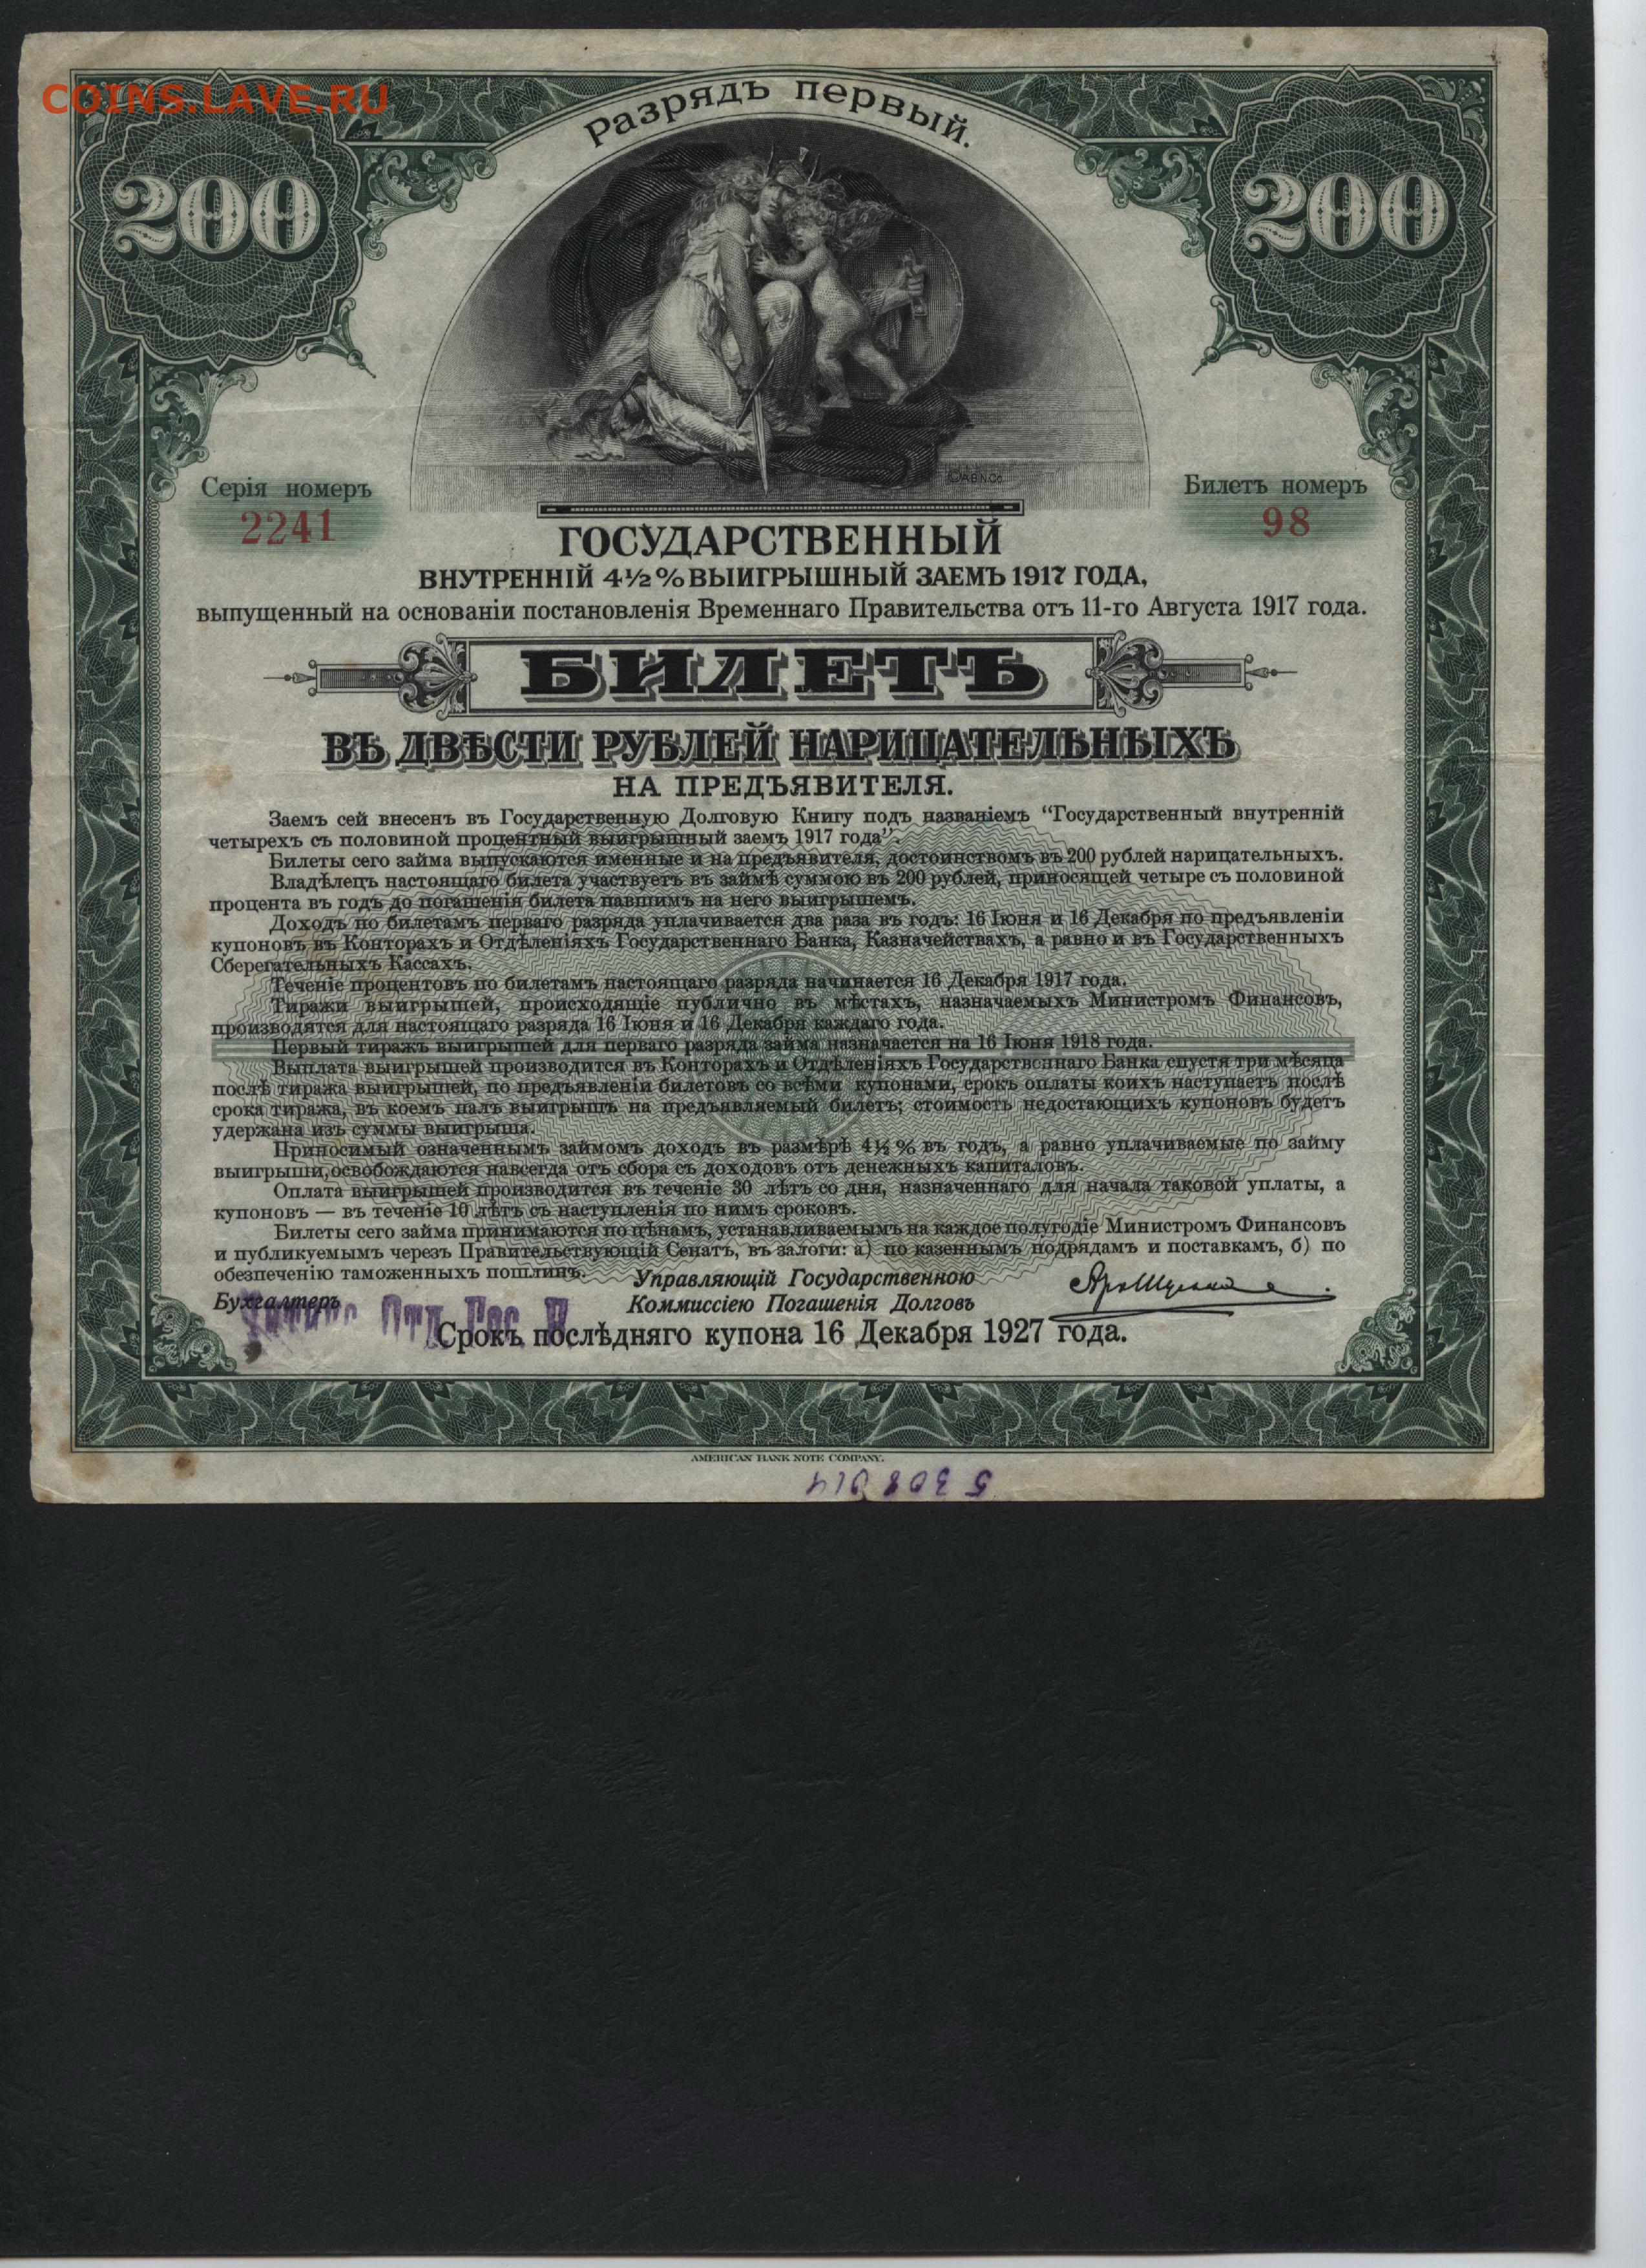 COINS.LAVE.RU
Разрядъ первый.
200
200
©ABNCo
Серія номеръ
2241
Билетъ номеръ
98
ГОСУДАРСТВЕННЫЙ
ВНУТРЕННІЙ 4½% ВЫИГРЫШНЫЙ ЗАЕМЪ 1917 ГОДА,
выпущенный на основаніи постановленія Временнаго Правительства отъ 11-го Августа 1917 года.
БИЛЕТЪ
ВЪ ДВѢСТИ РУБЛЕЙ НАРИЦАТЕЛЬНЫХЪ
НА ПРЕДЪЯВИТЕЛЯ.
Заемъ сей внесенъ въ Государственную Долговую Книгу подъ названіемъ “Государственный внутренній
четырехъ съ половиной процентный выигрышный заемъ 1917 года”.
Билеты сего займа выпускаются именные и на предъявителя, достоинствомъ въ 200 рублей нарицательныхъ.
Владѣлецъ настоящаго билета участвуетъ въ займѣ суммою въ 200 рублей, приносящей четыре съ половиной
процента въ годъ до погашенія билета павшимъ на него выигрышемъ.
Доходъ по билетамъ перваго разряда уплачивается два раза въ годъ: 16 Іюня и 16 Декабря по предъявленіи
купоновъ въ Конторахъ и Отдѣленіяхъ Государственнаго Банка, Казначействахъ, а равно и въ Государственныхъ
Сберегательныхъ Кассахъ.
Теченіе процентовъ по билетамъ настоящаго разряда начинается 16 Декабря 1917 года.
Тиражи выигрышей, происходящіе публично въ мѣстахъ, назначаемыхъ Министромъ Финансовъ,
производятся для настоящаго разряда 16 Іюня и 16 Декабря каждаго года.
Первый тиражъ выигрышей для перваго разряда займа назначается на 16 Іюня 1918 года.
Выплата выигрышей производится въ Конторахъ и Отдѣленіяхъ Государственнаго Банка спустя три мѣсяца
послѣ тиража выигрышей, по предъявленіи билетовъ со всѣми купонами, срокъ оплаты коихъ наступаетъ послѣ
срока тиража, въ коемъ палъ выигрышъ на предъявляемый билетъ; стоимость недостающихъ купоновъ будетъ
удержана изъ суммы выигрыша.
Приносимый означеннымъ займомъ доходъ въ размѣрѣ 4½% въ годъ, а равно уплачиваемые по займу
выигрыши, освобождаются навсегда отъ сбора съ доходовъ отъ денежныхъ капиталовъ.
Оплата выигрышей производится въ теченіе 30 лѣтъ со дня, назначеннаго для начала таковой уплаты, а
купоновъ — въ теченіе 10 лѣтъ съ наступленія по нимъ сроковъ.
Билеты сего займа принимаются по цѣнамъ, устанавливаемымъ на каждое полугодіе Министромъ Финансовъ
и публикуемымъ черезъ Правительствующій Сенатъ, въ залоги: а) по казеннымъ подрядамъ и поставкамъ, б) по
обезпеченію таможенныхъ пошлинъ.
Управляющій Государственною
Коммиссіею Погашенія Долговъ
Бухгалтеръ
Отд. Гос. Б.
Срокъ послѣдняго купона 16 Декабря 1927 года.
AMERICAN BANK NOTE COMPANY.